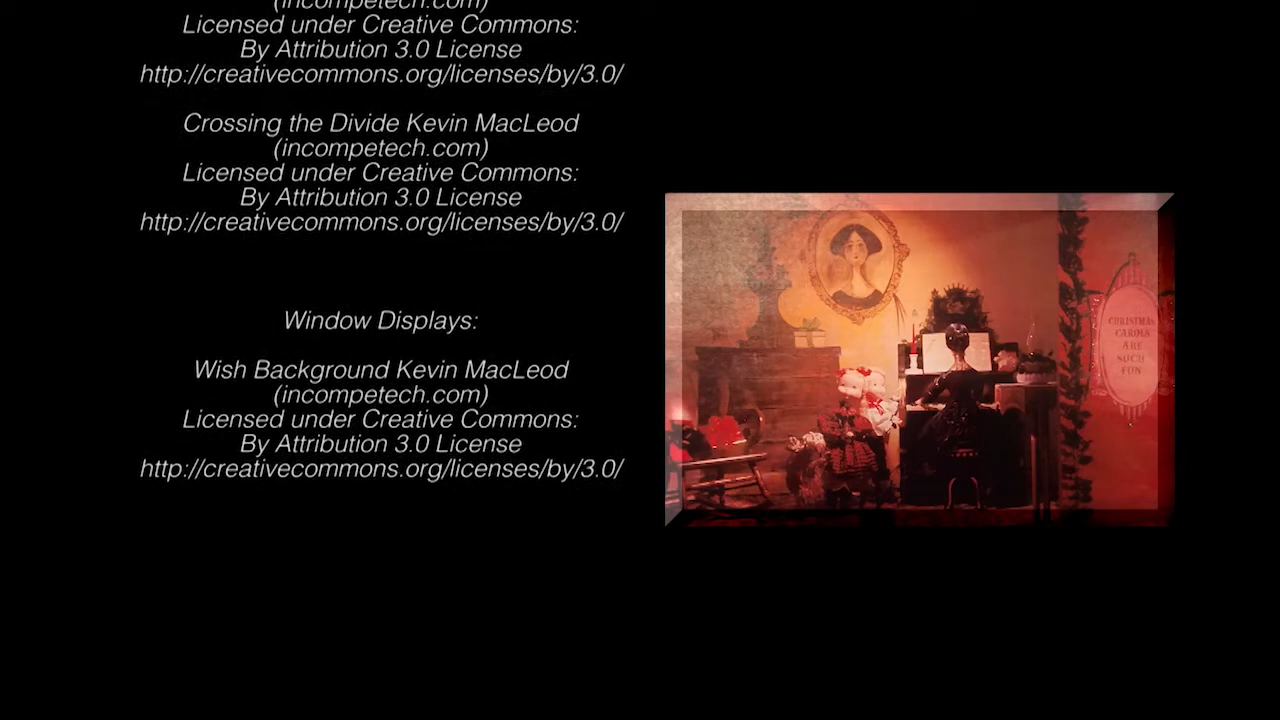 (incompetech.com)
Licensed under Creative Commons:
By Attribution 3.0 License
http://creativecommons.org/licenses/by/3.0/
Crossing the Divide Kevin MacLeod
(incompetech.com)
Licensed under Creative Commons:
By Attribution 3.0 License
http://creativecommons.org/licenses/by/3.0/
Window Displays:
Wish Background Kevin MacLeod
(incompetech.com)
Licensed under Creative Commons:
By Attribution 3.0 License
http://creativecommons.org/licenses/by/3.0/
CHRISTMAS
CAROLS
ARE
SUCH
FUN